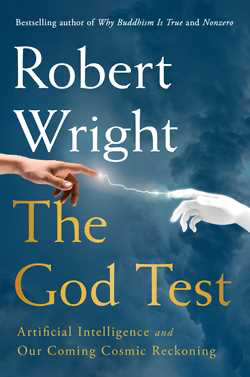 Bestselling author of Why Buddhism Is True and Nonzero
Robert
Wright
The
God Test
Artificial Intelligence and
Our Coming Cosmic Reckoning